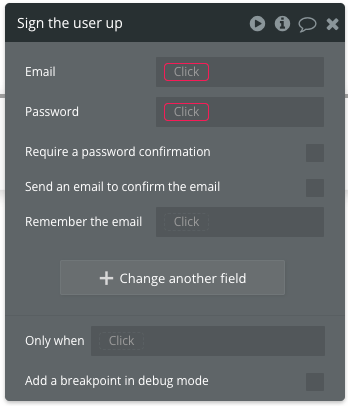 Sign the user up
Email Click
Password Click
Require a password confirmation
Send an email to confirm the email
Remember the email Click
Change another field
Only when Click
Add a breakpoint in debug mode